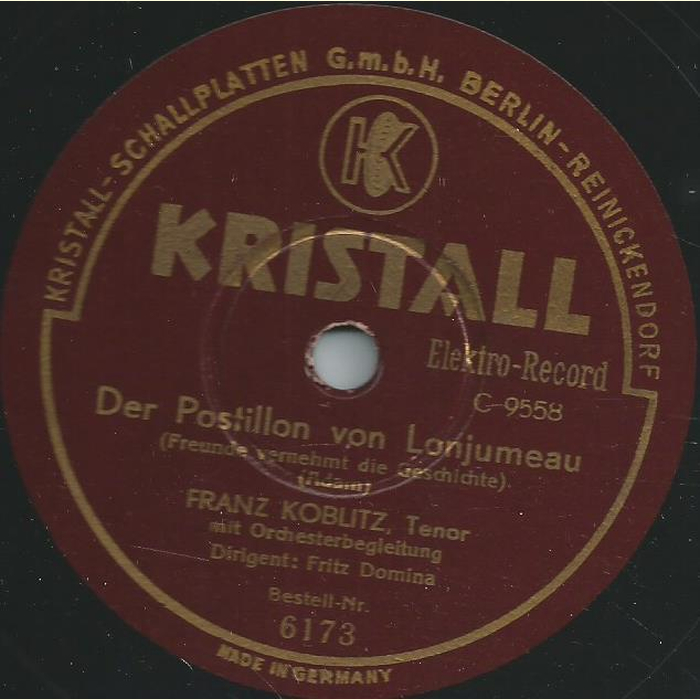 KRISTALL-SCHALLPLATTEN G.m.b.H. BERLIN-REINICKENDORF
K
KRISTALL
Elektro-Record
C 9558
Der Postillon von Lonjumeau
(Freunde vernehmt die Geschichte)
(Adam)
FRANZ KOBLITZ, Tenor
mit Orchesterbegleitung
Dirigent: Fritz Domina
Bestell-Nr.
6173
MADE IN GERMANY